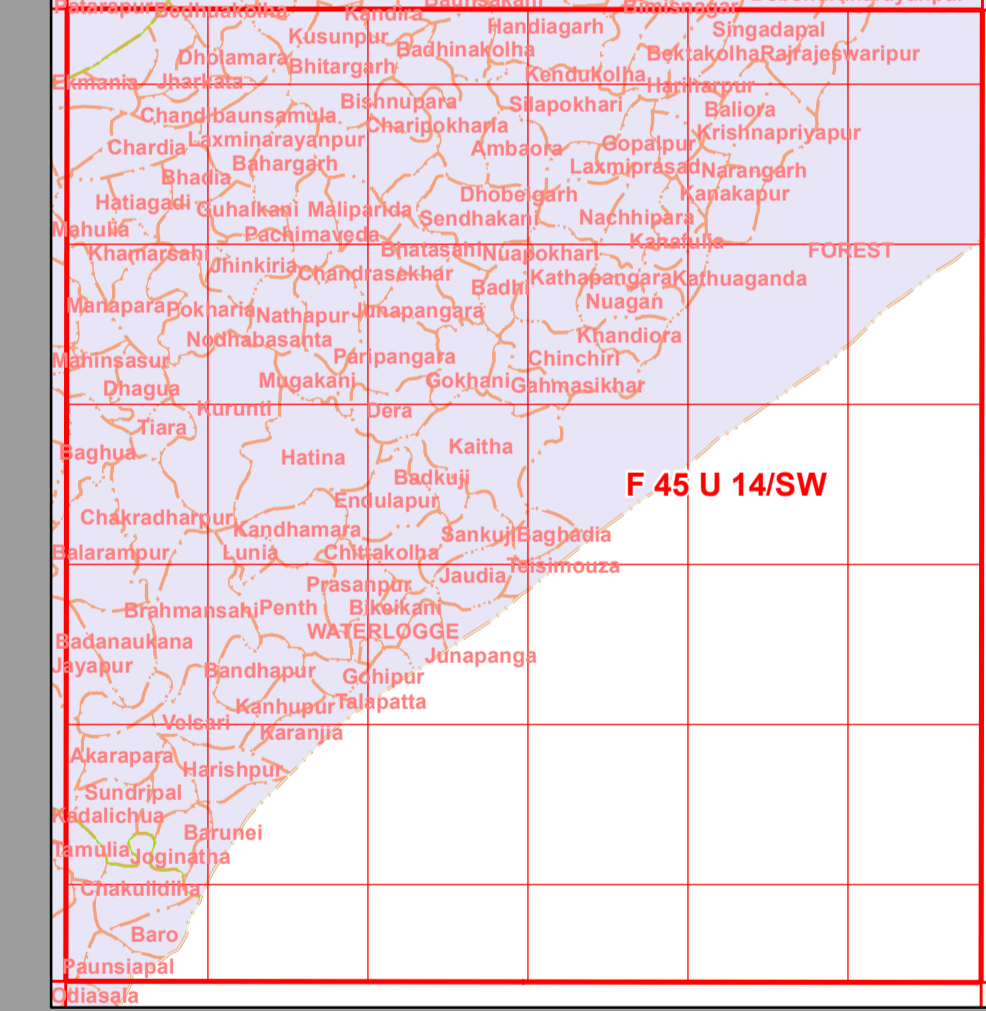 Patarapur
Bedhuakolha
Kandira
Handiagarh
Singadapal
Kusunpur
Badhinakolha
Bektakolha
Rajrajeswaripur
Dholamara
Bhitargarh
Kendukolha
Ekmania
Jharkata
Hariharpur
Bishnupara
Silapokhari
Baliora
Chandibaunsamula
Charipokharia
Krishnapriyapur
Laxminarayanpur
Gopalpur
Chardia
Ambaora
Bahargarh
Laxmiprasad
Narangarh
Bhadia
Dhobeigarh
Kanakapur
Hatiagadi
Guhalkani
Maliparida
Sendhakani
Nachhipara
Mahulia
Pachimaveda
Kanafulia
Khamarsahi
Bhatasahi
Nuapokhari
FOREST
Jhinkiria
Chandrasekhar
Kathapangara
Kathuaganda
Badhi
Manapara
Pokharia
Nathapur
Junapangara
Nuagan
Nodhabasanta
Khandiora
Mahinsasur
Paripangara
Chinchiri
Dhagua
Mugakani
Gokhani
Gahmasikhar
Kurunti
Dera
Tiara
Baghua
Hatina
Kaitha
Badkuji
F 45 U 14/SW
Endulapur
Chakradharpur
Kandhamara
Sankuji
Baghadia
Balarampur
Lunia
Chittakolha
Teisimouza
Prasanpur
Jaudia
Brahmansahi
Penth
Bikeikani
WATERLOGGE
Badanaukana
Junapanga
Jayapur
Bandhapur
Gohipur
Kanhupur
Talapatta
Volsari
Karanjia
Akarapara
Harishpur
Sundripal
Kadalichua
Barunei
Tamulia
Joginatha
Chakulidiha
Baro
Paunsiapal
Odiasala